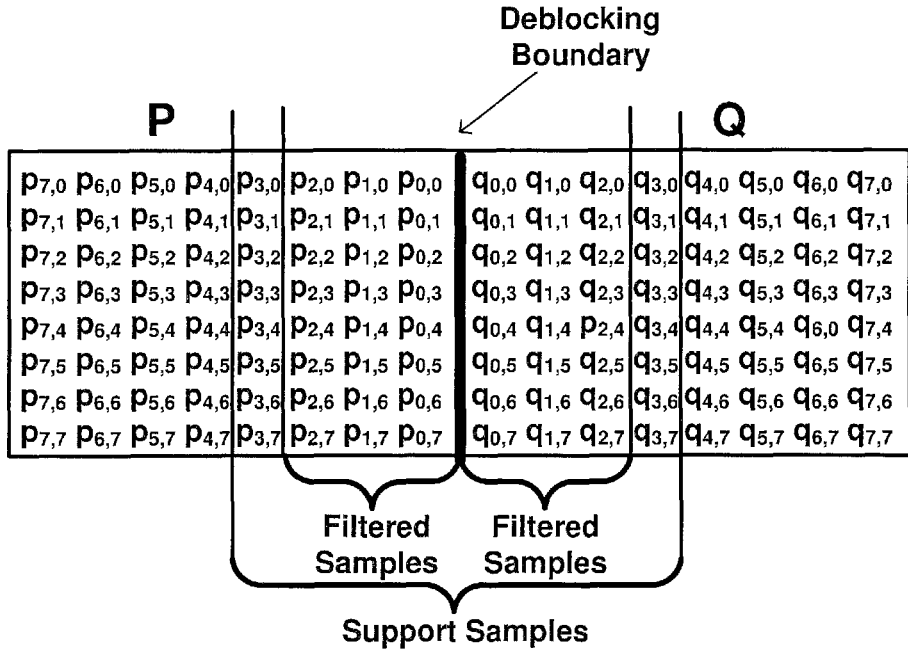 Deblocking
Boundary
P Q
p7,0 p6,0 p5,0 p4,0 p3,0 p2,0 p1,0 p0,0 q0,0 q1,0 q2,0 q3,0 q4,0 q5,0 q6,0 q7,0
p7,1 p6,1 p5,1 p4,1 p3,1 p2,1 p1,1 p0,1 q0,1 q1,1 q2,1 q3,1 q4,1 q5,1 q6,1 q7,1
p7,2 p6,2 p5,2 p4,2 p3,2 p2,2 p1,2 p0,2 q0,2 q1,2 q2,2 q3,2 q4,2 q5,2 q6,2 q7,2
p7,3 p6,3 p5,3 p4,3 p3,3 p2,3 p1,3 p0,3 q0,3 q1,3 q2,3 q3,3 q4,3 q5,3 q6,3 q7,3
p7,4 p6,4 p5,4 p4,4 p3,4 p2,4 p1,4 p0,4 q0,4 q1,4 p2,4 q3,4 q4,4 q5,4 q6,0 q7,4
p7,5 p6,5 p5,5 p4,5 p3,5 p2,5 p1,5 p0,5 q0,5 q1,5 q2,5 q3,5 q4,5 q5,5 q6,5 q7,5
p7,6 p6,6 p5,6 p4,6 p3,6 p2,6 p1,6 p0,6 q0,6 q1,6 q2,6 q3,6 q4,6 q5,6 q6,6 q7,6
p7,7 p6,7 p5,7 p4,7 p3,7 p2,7 p1,7 p0,7 q0,7 q1,7 q2,7 q3,7 q4,7 q5,7 q6,7 q7,7
Filtered Filtered
Samples Samples
Support Samples